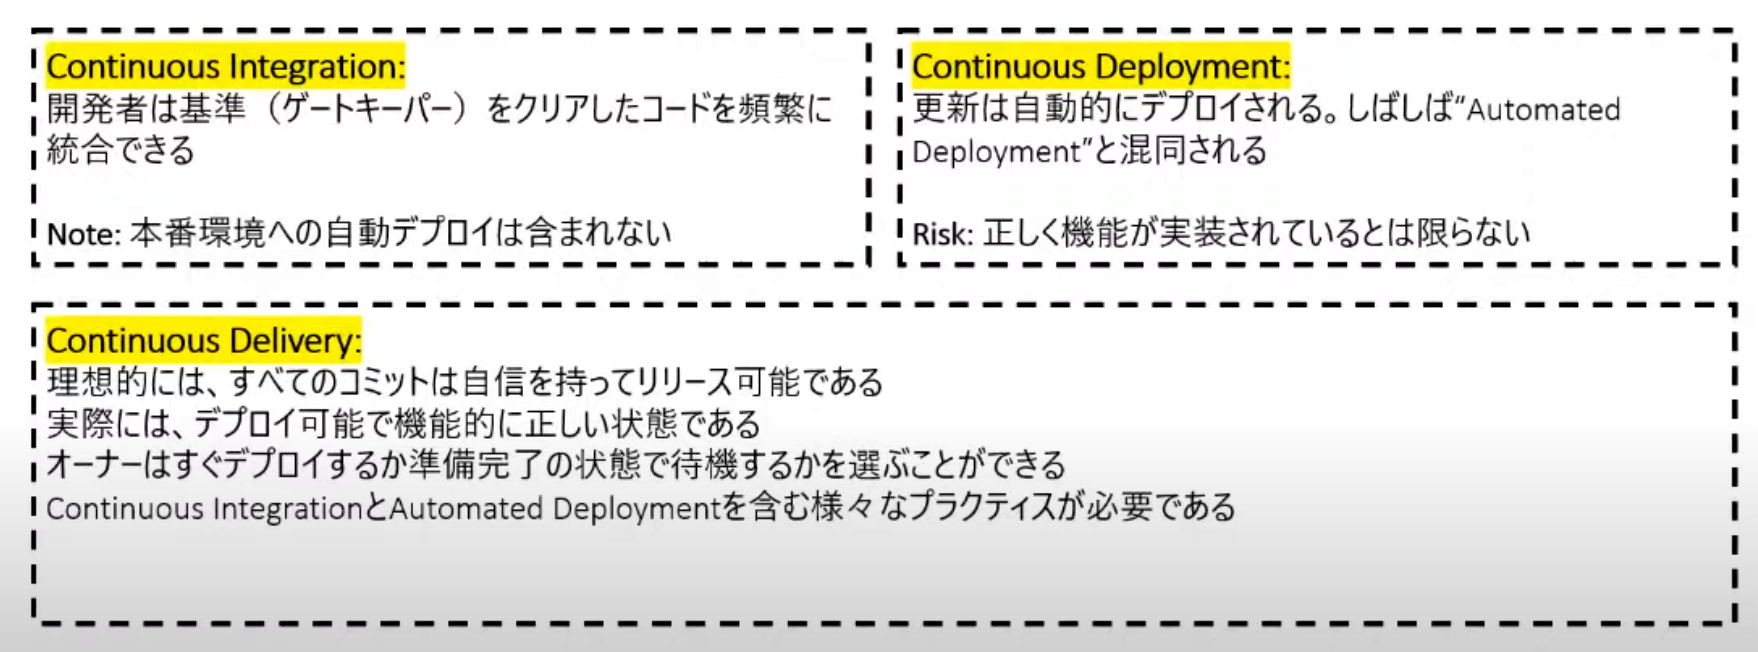 Continuous Integration:
開発者は基準（ゲートキーパー）をクリアしたコードを頻繁に
統合できる
Note: 本番環境への自動デプロイは含まれない
Continuous Deployment:
更新は自動的にデプロイされる。しばしば“Automated
Deployment”と混同される
Risk: 正しく機能が実装されているとは限らない
Continuous Delivery:
理想的には、すべてのコミットは自信を持ってリリース可能である
実際には、デプロイ可能で機能的に正しい状態である
オーナーはすぐデプロイするか準備完了の状態で待機するかを選ぶことができる
Continuous IntegrationとAutomated Deploymentを含む様々なプラクティスが必要である